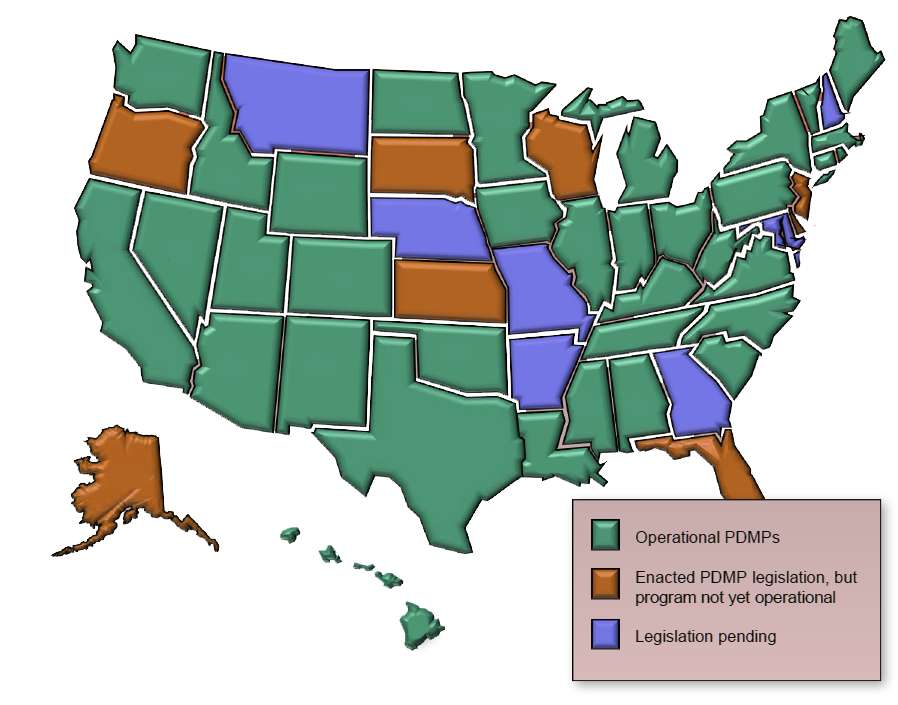 Operational PDMPs
Enacted PDMP legislation, but
program not yet operational
Legislation pending